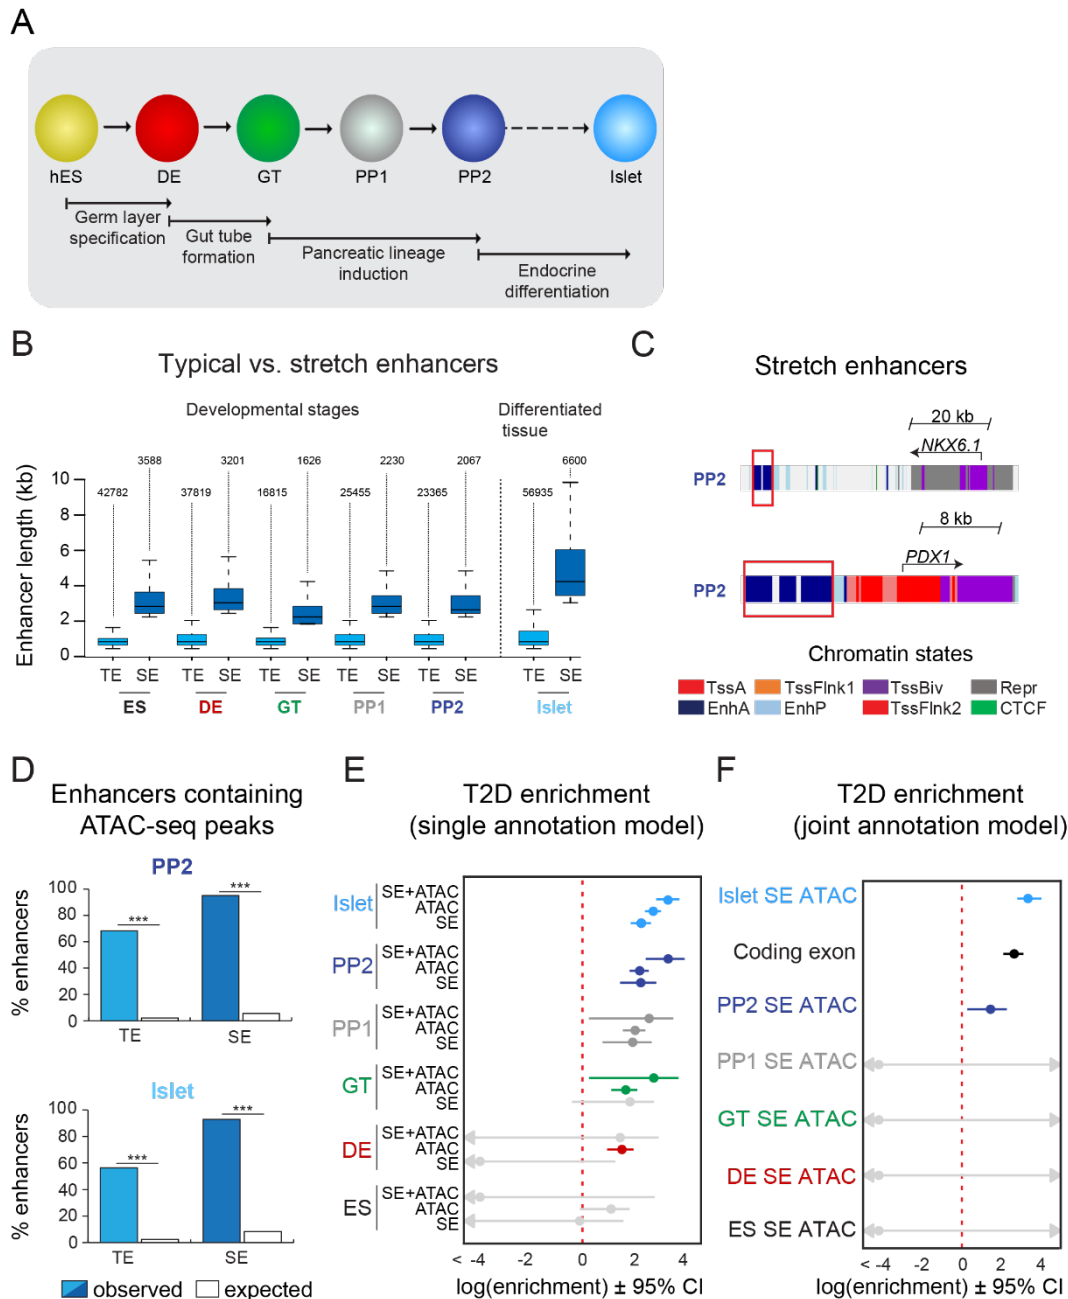 A
hES DE GT PP1 PP2 Islet
Germ layer
specification
Gut tube
formation
Pancreatic lineage
induction
Endocrine
differentiation
B
Typical vs. stretch enhancers
Developmental stages
Differentiated
tissue
Enhancer length (kb)
10
8
6
4
2
0
42782 3588 37819 3201 16815 1626 25455 2230 23365 2067 56935 6600
TE SE TE SE TE SE TE SE TE SE TE SE
ES DE GT PP1 PP2 Islet
C
Stretch enhancers
20 kb
NKX6.1
PP2
8 kb
PDX1
PP2
Chromatin states
TssA TssFlnk1 TssBiv Repr
EnhA EnhP TssFlnk2 CTCF
D
Enhancers containing
ATAC-seq peaks
PP2
% enhancers
100
80
60
40
20
0
*** ***
TE SE
Islet
% enhancers
100
80
60
40
20
0
*** ***
TE SE
observed expected
E
T2D enrichment
(single annotation model)
Islet
SE+ATAC
ATAC
SE
PP2
SE+ATAC
ATAC
SE
PP1
SE+ATAC
ATAC
SE
GT
SE+ATAC
ATAC
SE
DE
SE+ATAC
ATAC
SE
ES
SE+ATAC
ATAC
SE
< -4 -2 0 2 4
log(enrichment) ± 95% CI
F
T2D enrichment
(joint annotation model)
Islet SE ATAC
Coding exon
PP2 SE ATAC
PP1 SE ATAC
GT SE ATAC
DE SE ATAC
ES SE ATAC
< -4 -2 0 2 4
log(enrichment) ± 95% CI